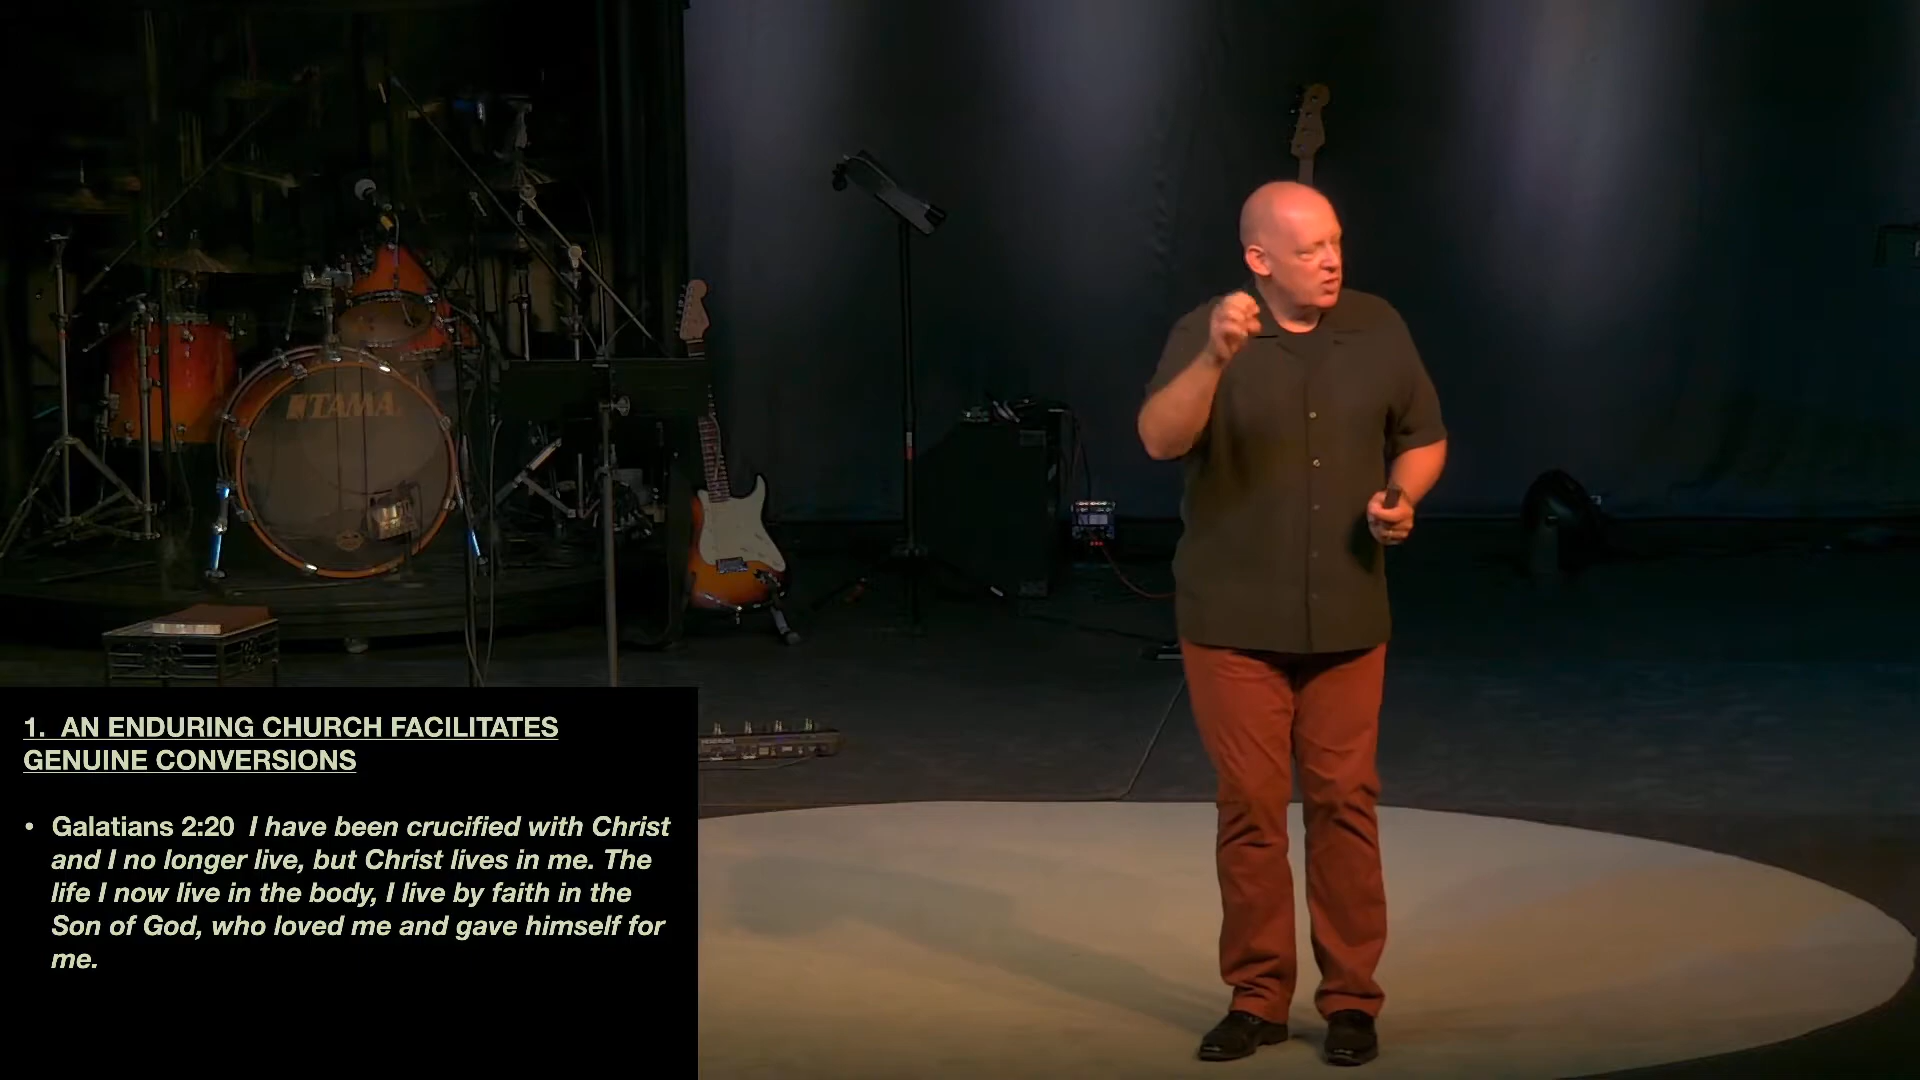 TAMA
1. AN ENDURING CHURCH FACILITATES
GENUINE CONVERSIONS
• Galatians 2:20 I have been crucified with Christ
and I no longer live, but Christ lives in me. The
life I now live in the body, I live by faith in the
Son of God, who loved me and gave himself for
me.